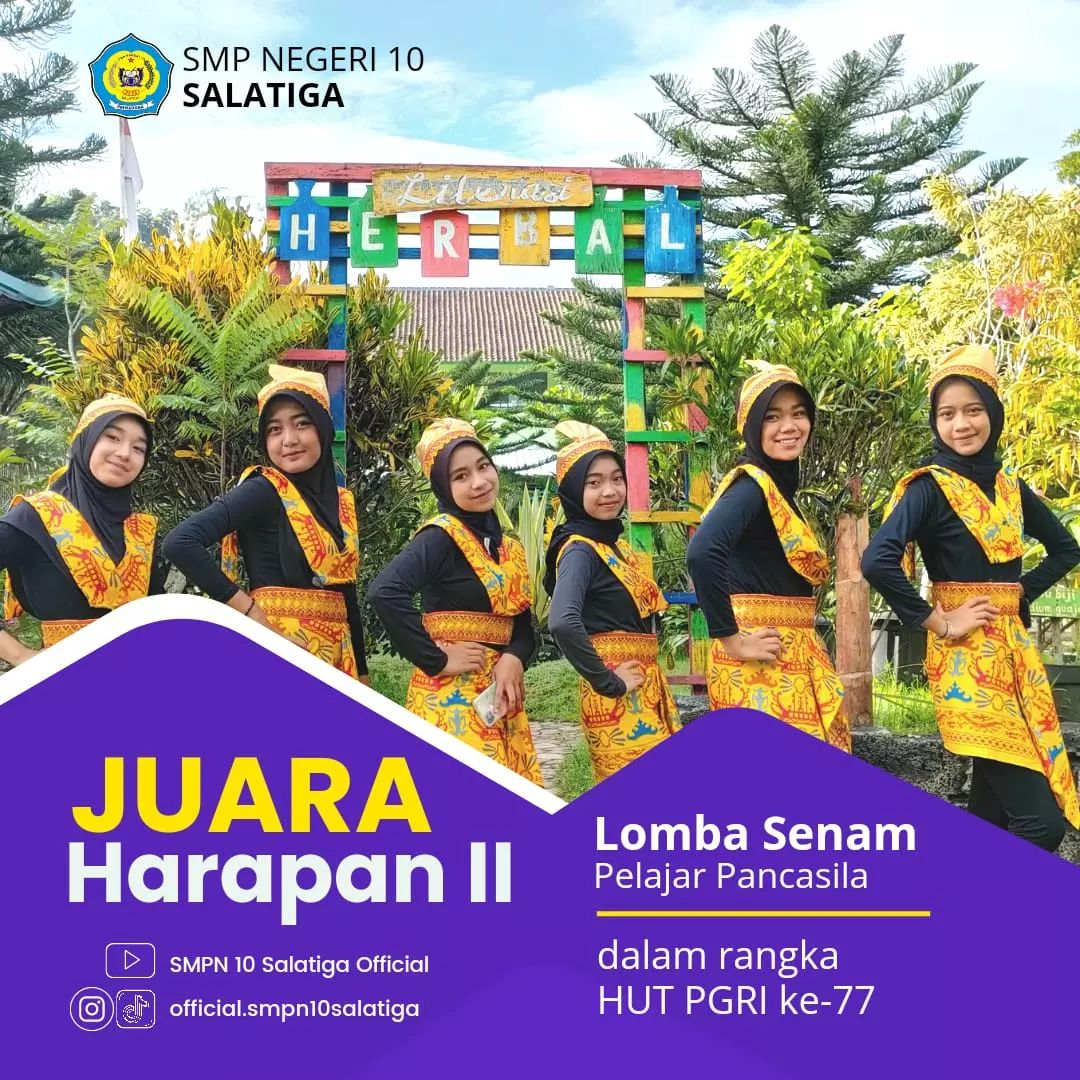 SMP NEGERI 10
SALATIGA
Literasi
HERBAL
JUARA
Harapan II
Lomba Senam
Pelajar Pancasila
dalam rangka
HUT PGRI ke-77
SMPN 10 Salatiga Official
official.smpn10salatiga